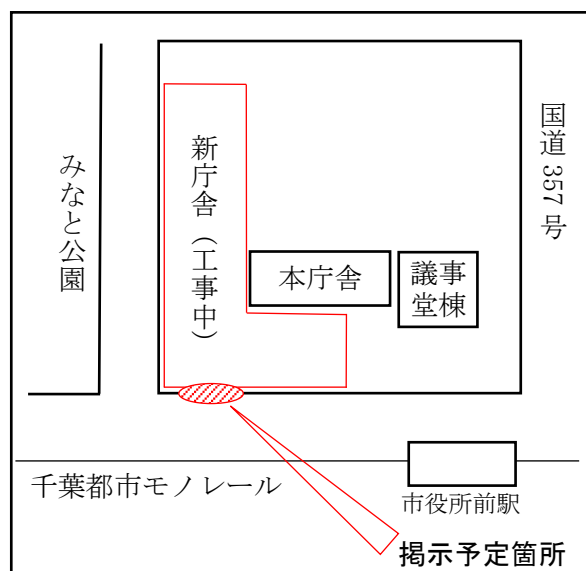 国道357号
みなと公園
新庁舎（工事中）
本庁舎
議事
堂棟
千葉都市モノレール
市役所前駅
掲示予定箇所